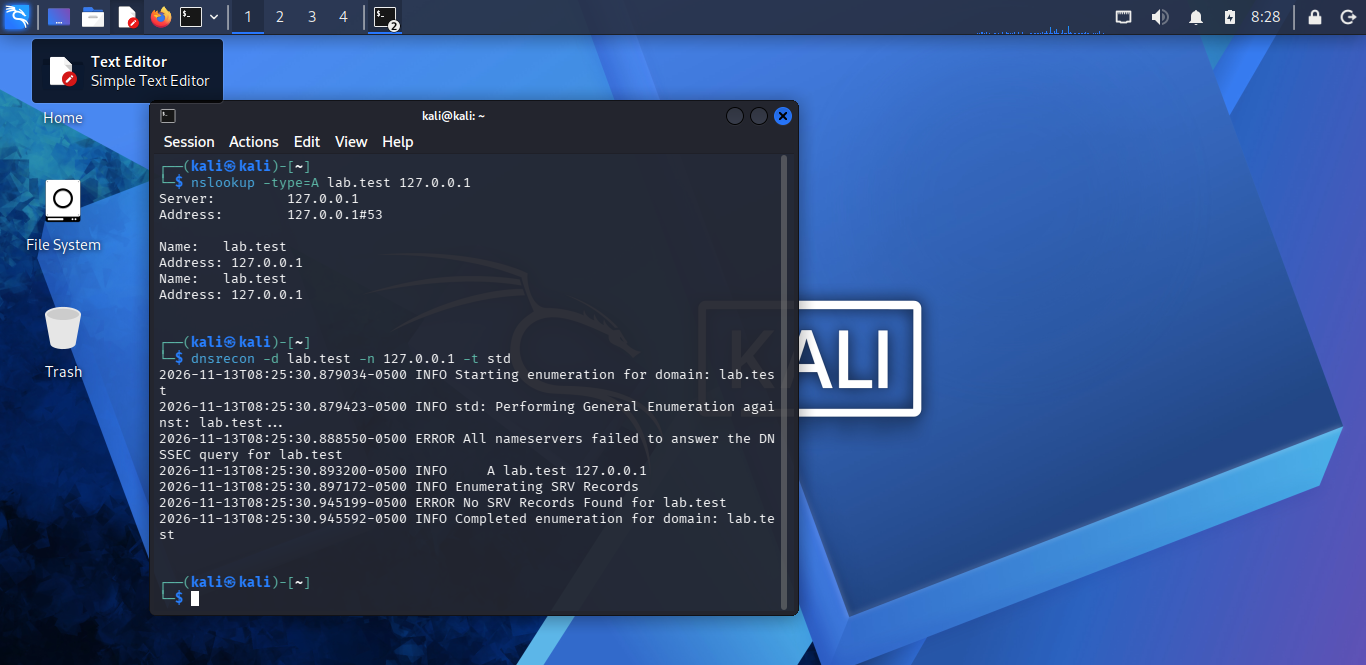 1 2 3 4 2 8:28
Text Editor
Simple Text Editor
Home
File System
Trash
kali@kali: ~
Session Actions Edit View Help
┌──(kali㉿kali)-[~]
└─$ nslookup -type=A lab.test 127.0.0.1
Server:         127.0.0.1
Address:        127.0.0.1#53
Name:   lab.test
Address: 127.0.0.1
Name:   lab.test
Address: 127.0.0.1
┌──(kali㉿kali)-[~]
└─$ dnsrecon -d lab.test -n 127.0.0.1 -t std
2026-11-13T08:25:30.879034-0500 INFO Starting enumeration for domain: lab.tes
t
2026-11-13T08:25:30.879423-0500 INFO std: Performing General Enumeration agai
nst: lab.test...
2026-11-13T08:25:30.888550-0500 ERROR All nameservers failed to answer the DN
SSEC query for lab.test
2026-11-13T08:25:30.893200-0500 INFO     A lab.test 127.0.0.1
2026-11-13T08:25:30.897172-0500 INFO Enumerating SRV Records
2026-11-13T08:25:30.945199-0500 ERROR No SRV Records Found for lab.test
2026-11-13T08:25:30.945592-0500 INFO Completed enumeration for domain: lab.te
st
┌──(kali㉿kali)-[~]
└─$
KALI